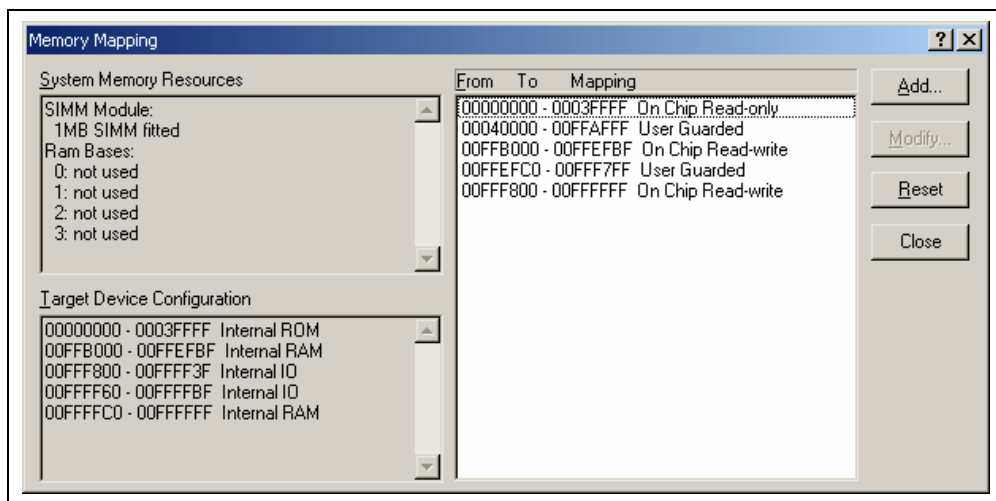 Memory Mapping
System Memory Resources
SIMM Module:
1MB SIMM fitted
Ram Bases:
0: not used
1: not used
2: not used
3: not used
Target Device Configuration
00000000 - 0003FFFF Internal ROM
00FFB000 - 00FFEFBF Internal RAM
00FFF800 - 00FFFF3F Internal IO
00FFFF60 - 00FFFFBF Internal IO
00FFFFC0 - 00FFFFFF Internal RAM
From To Mapping
00000000 - 0003FFFF On Chip Read-only
00040000 - 00FFAFFF User Guarded
00FFB000 - 00FFEFBF On Chip Read-write
00FFEFC0 - 00FFF7FF User Guarded
00FFF800 - 00FFFFFF On Chip Read-write
Add...
Modify...
Reset
Close